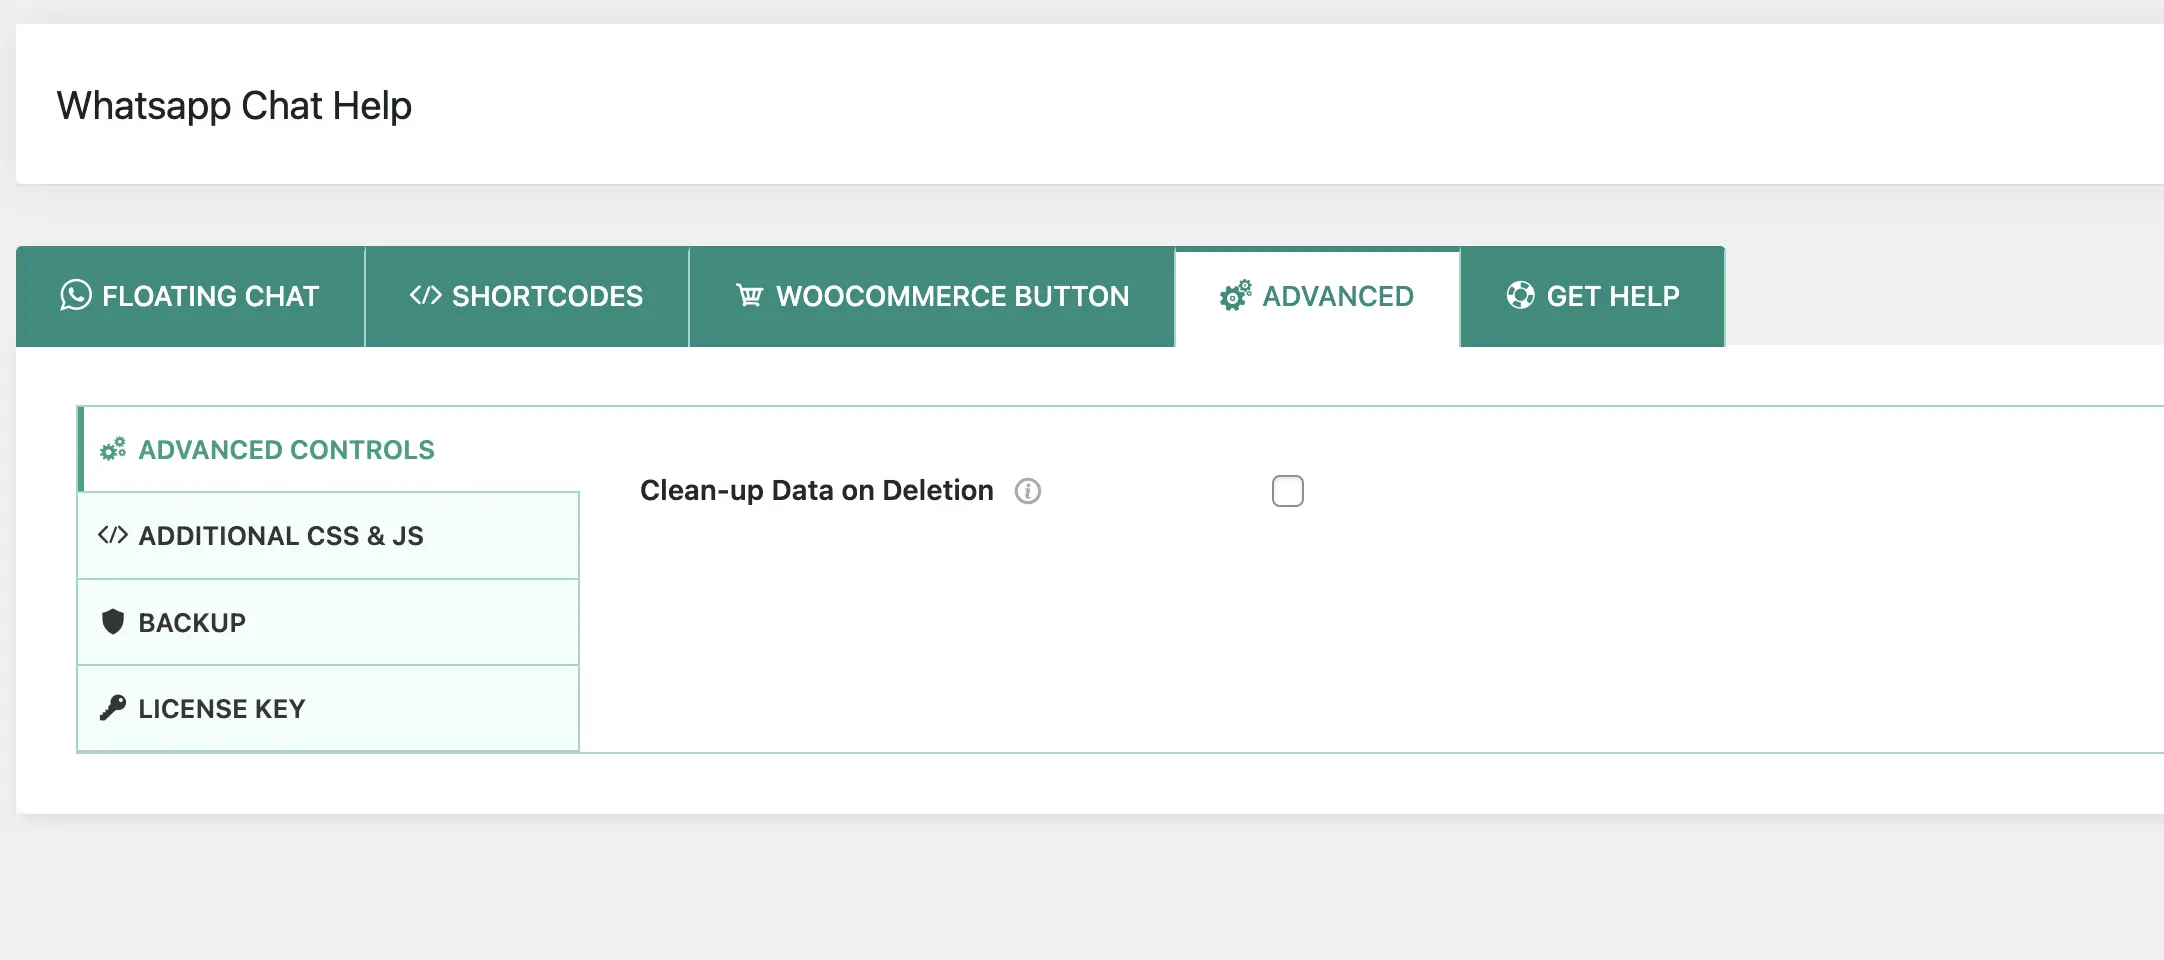 Whatsapp Chat Help
FLOATING CHAT
SHORTCODES
WOOCOMMERCE BUTTON
ADVANCED
GET HELP
ADVANCED CONTROLS
ADDITIONAL CSS & JS
BACKUP
LICENSE KEY
Clean-up Data on Deletion